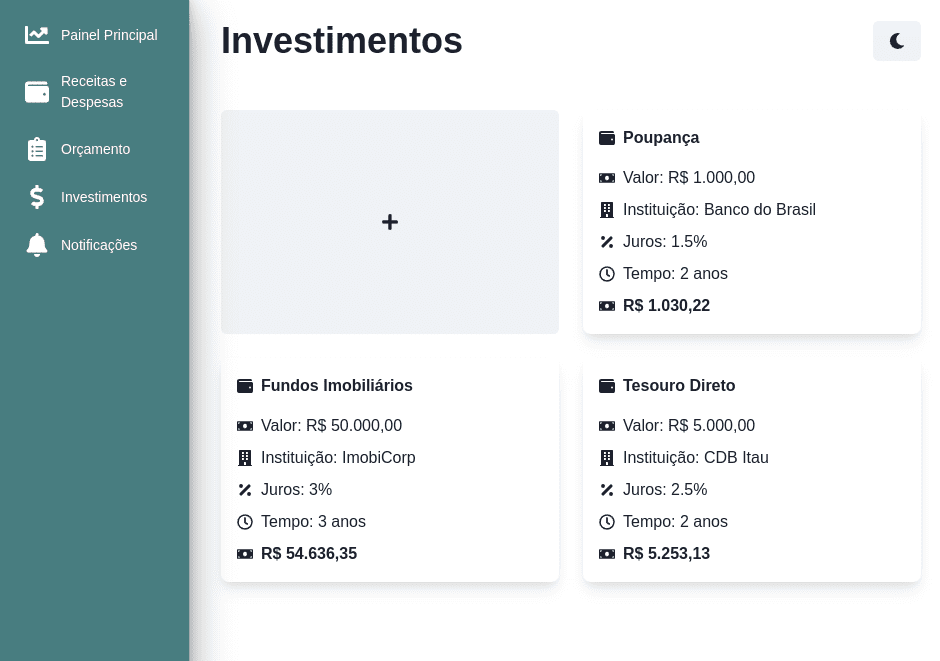 Painel Principal
Receitas e
Despesas
Orçamento
Investimentos
Notificações
Investimentos
Poupança
Valor: R$ 1.000,00
Instituição: Banco do Brasil
Juros: 1.5%
Tempo: 2 anos
R$ 1.030,22
Fundos Imobiliários
Valor: R$ 50.000,00
Instituição: ImobiCorp
Juros: 3%
Tempo: 3 anos
R$ 54.636,35
Tesouro Direto
Valor: R$ 5.000,00
Instituição: CDB Itau
Juros: 2.5%
Tempo: 2 anos
R$ 5.253,13